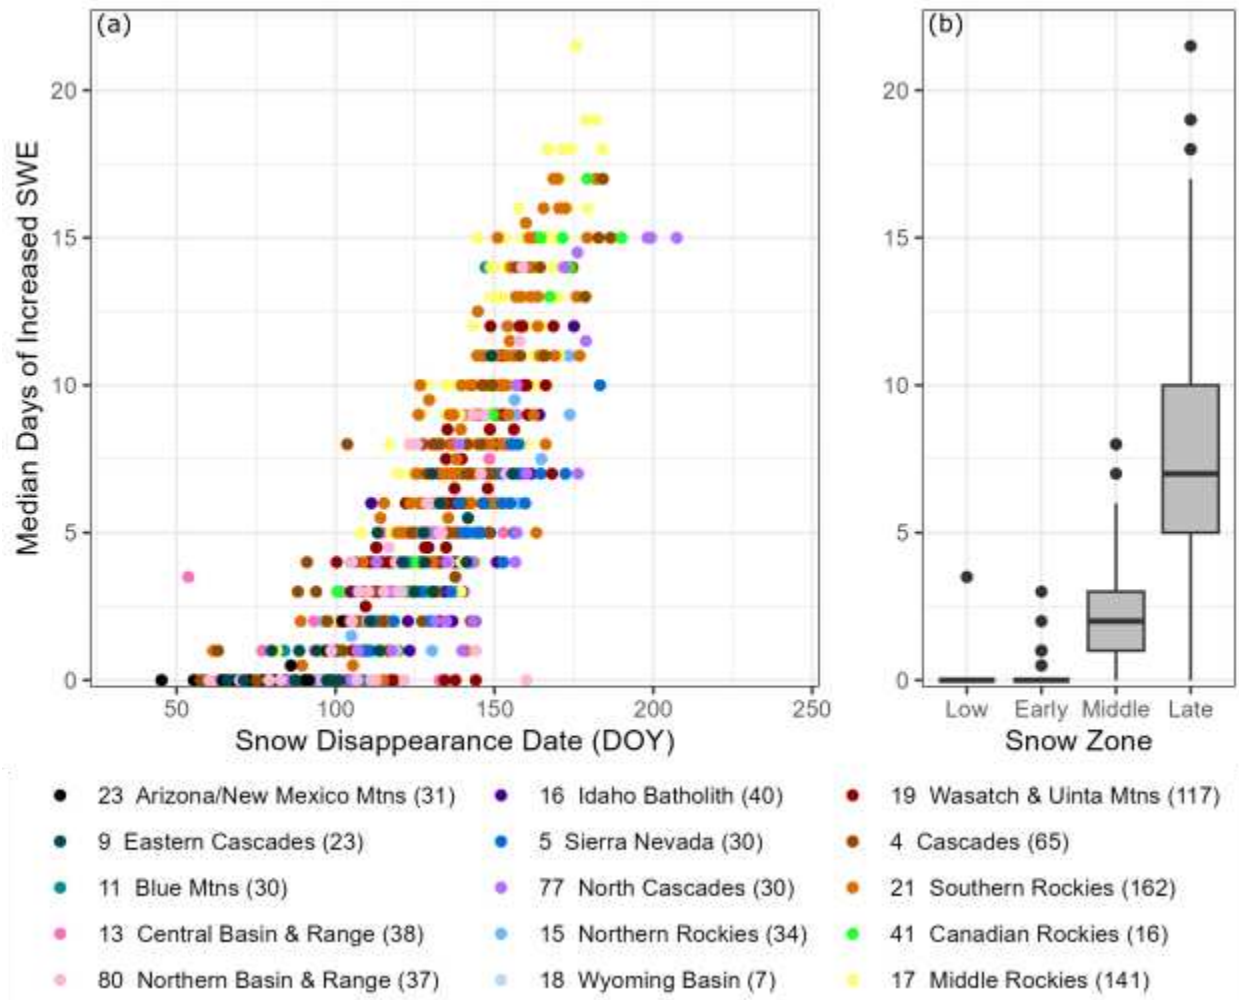 (a)
(b)
20
15
10
5
0
Median Days of Increased SWE
50 100 150 200 250
Snow Disappearance Date (DOY)
20
15
10
5
0
Low Early Middle Late
Snow Zone
23 Arizona/New Mexico Mtns (31)
16 Idaho Batholith (40)
19 Wasatch & Uinta Mtns (117)
9 Eastern Cascades (23)
5 Sierra Nevada (30)
4 Cascades (65)
11 Blue Mtns (30)
77 North Cascades (30)
21 Southern Rockies (162)
13 Central Basin & Range (38)
15 Northern Rockies (34)
41 Canadian Rockies (16)
80 Northern Basin & Range (37)
18 Wyoming Basin (7)
17 Middle Rockies (141)